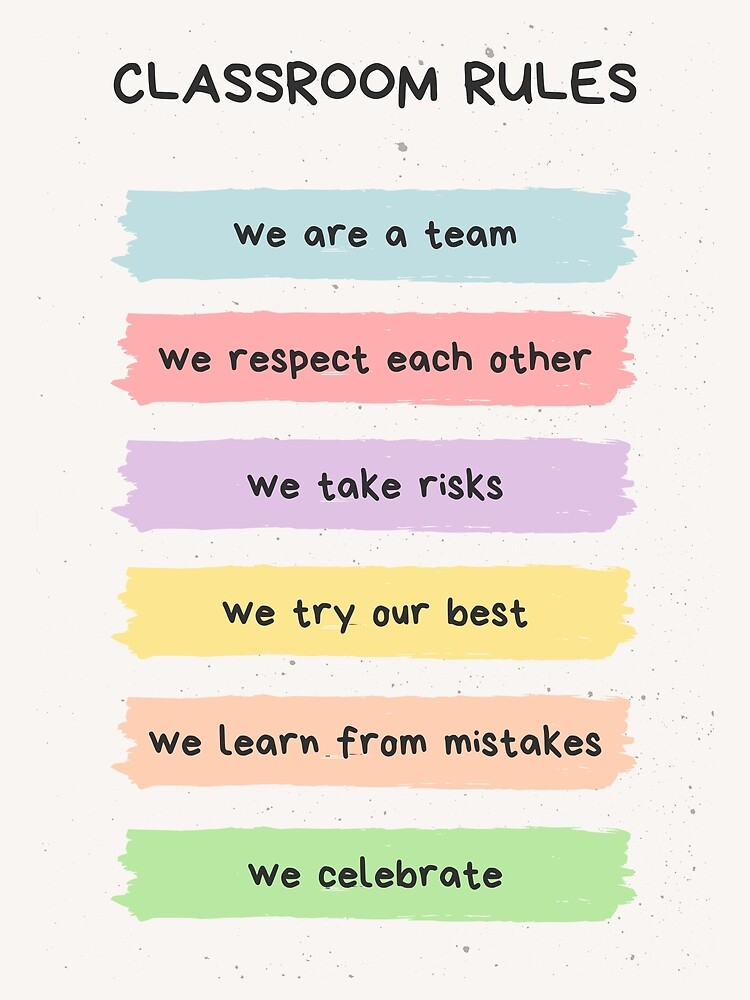 CLASSROOM RULES
we are a team
we respect each other
we take risks
we try our best
we learn from mistakes
we celebrate